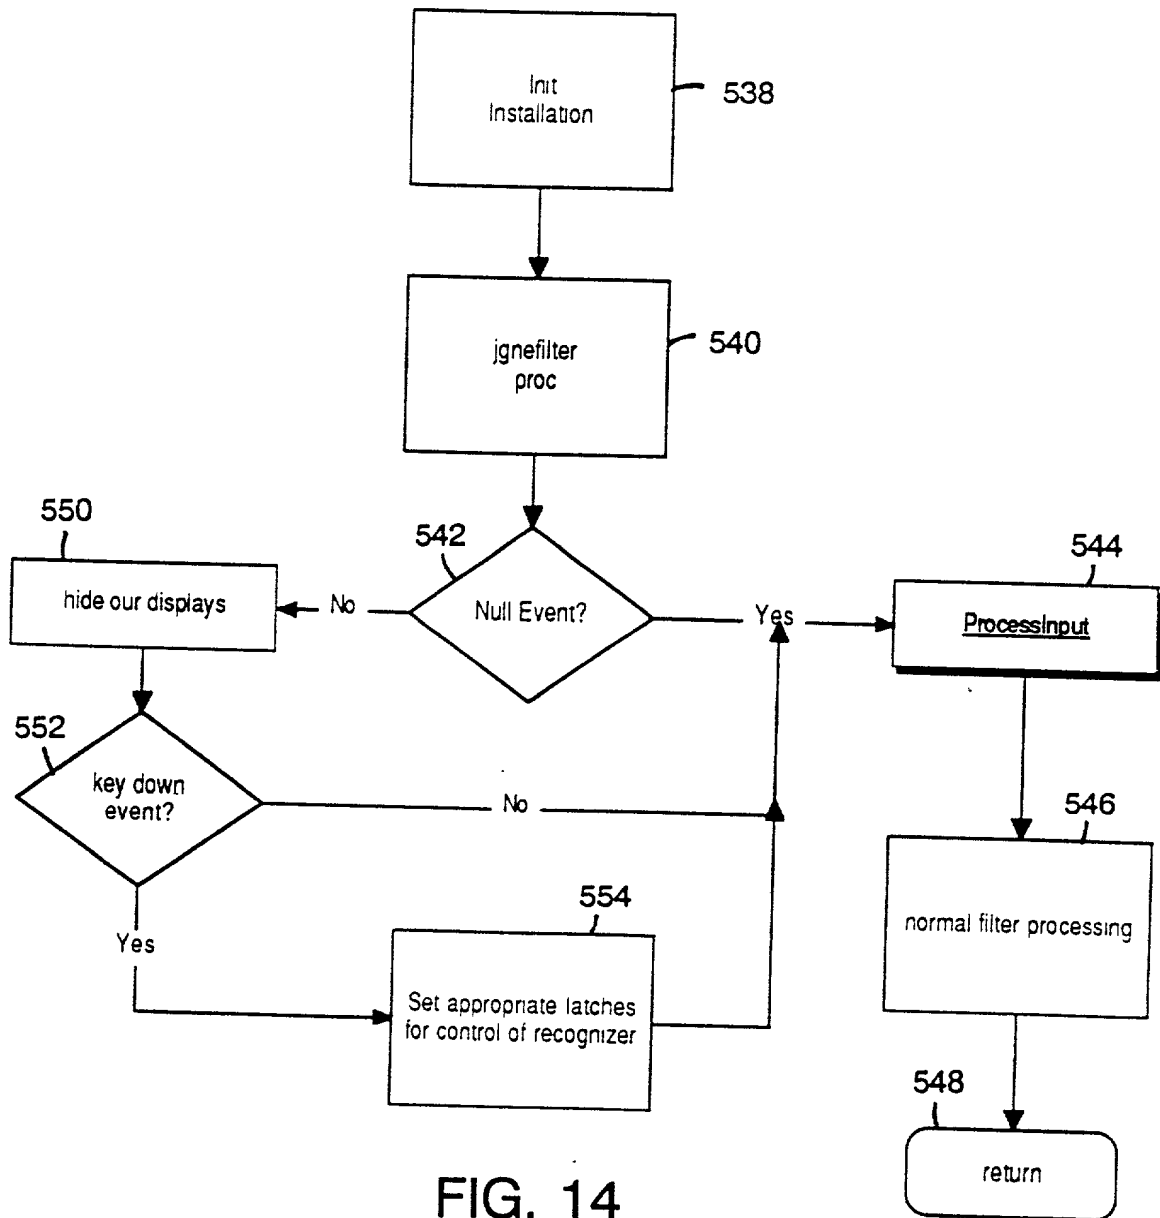 Init
Installation
538
jgnefilter
proc
540
550
542
544
hide our displays
No
Null Event?
Yes
ProcessInput
552
key down
event?
No
546
Yes
554
normal filter processing
Set appropriate latches
for control of recognizer
548
return
FIG. 14